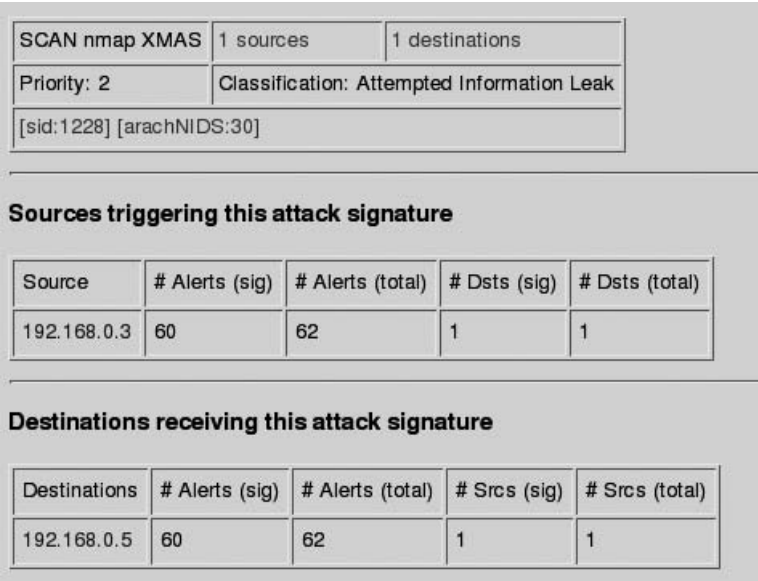 SCAN nmap XMAS 1 sources 1 destinations
Priority: 2 Classification: Attempted Information Leak
[sid:1228] [arachNIDS:30]
Sources triggering this attack signature
Source # Alerts (sig) # Alerts (total) # Dsts (sig) # Dsts (total)
192.168.0.3 60 62 1 1
Destinations receiving this attack signature
Destinations # Alerts (sig) # Alerts (total) # Srcs (sig) # Srcs (total)
192.168.0.5 60 62 1 1